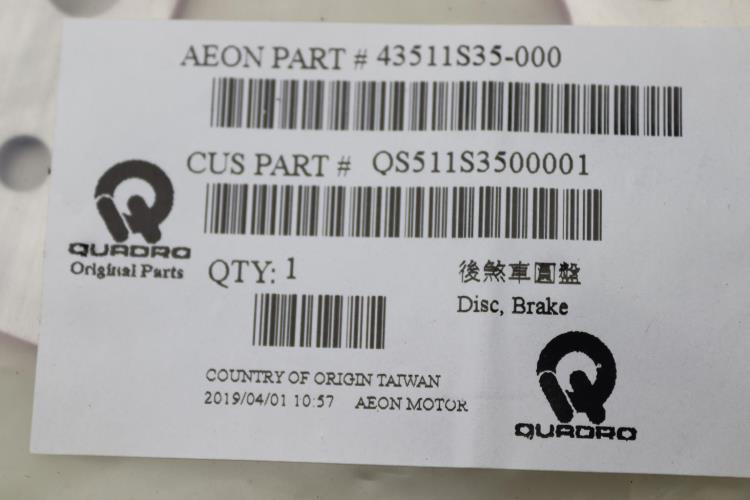 AEON PART # 43511S35-000
CUS PART # QS511S3500001
QUADRO
Original Parts
QTY: 1
後煞車圓盤
Disc, Brake
COUNTRY OF ORIGIN TAIWAN
2019/04/01 10:57 AEON MOTOR
QUADRO